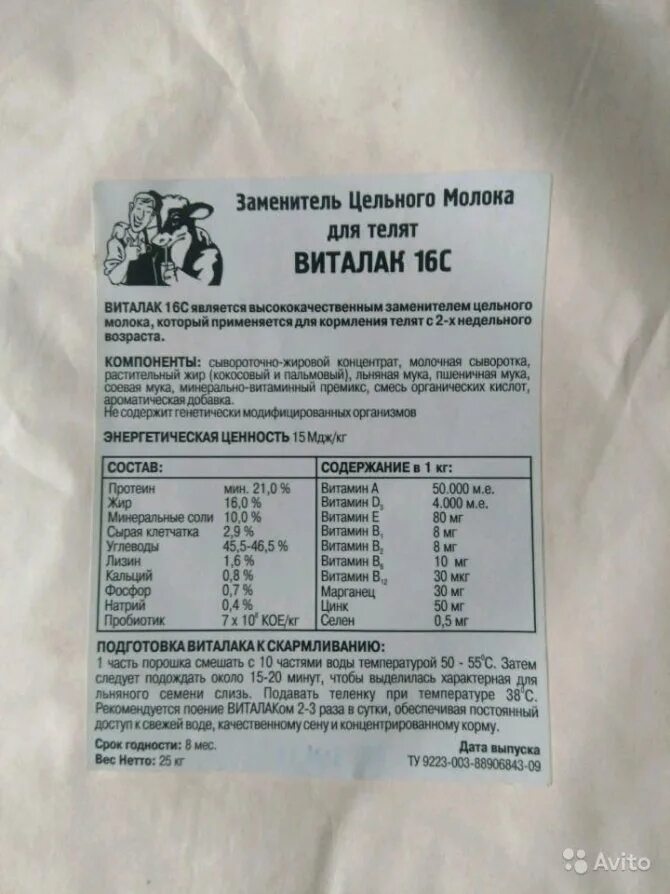 Заменитель Цельного Молока
для телят
ВИТАЛАК 16С
ВИТАЛАК 16С является высококачественным заменителем цельного
молока, который применяется для кормления телят с 2-х недельного
возраста.
КОМПОНЕНТЫ: сывороточно-жировой концентрат, молочная сыворотка,
растительный жир (кокосовый и пальмовый), льняная мука, пшеничная мука,
соевая мука, минерально-витаминный премикс, смесь органических кислот,
ароматическая добавка.
Не содержит генетически модифицированных организмов
ЭНЕРГЕТИЧЕСКАЯ ЦЕННОСТЬ 15 Мдж/кг
СОСТАВ:
Протеин мин. 21,0 %
Жир 16,0 %
Минеральные соли 10,0 %
Сырая клетчатка 2,9 %
Углеводы 45,5-46,5 %
Лизин 1,6 %
Кальций 0,8 %
Фосфор 0,7 %
Натрий 0,4 %
Пробиотик 7 х 10⁸ КОЕ/кг
СОДЕРЖАНИЕ в 1 кг:
Витамин А 50.000 м.е.
Витамин D₃ 4.000 м.е.
Витамин Е 80 мг
Витамин В₁ 8 мг
Витамин В₂ 8 мг
Витамин В₆ 10 мг
Витамин В₁₂ 30 мкг
Марганец 30 мг
Цинк 50 мг
Селен 0,5 мг
ПОДГОТОВКА ВИТАЛАКА К СКАРМЛИВАНИЮ:
1 часть порошка смешать с 10 частями воды температурой 50 - 55°С. Затем
следует подождать около 15-20 минут, чтобы выделилась характерная для
льняного семени слизь. Подавать теленку при температуре 38°С.
Рекомендуется поение ВИТАЛАКом 2-3 раза в сутки, обеспечивая постоянный
доступ к свежей воде, качественному сену и концентрированному корму.
Срок годности: 8 мес.
Вес Нетто: 25 кг
Дата выпуска
ТУ 9223-003-88906843-09
Avito